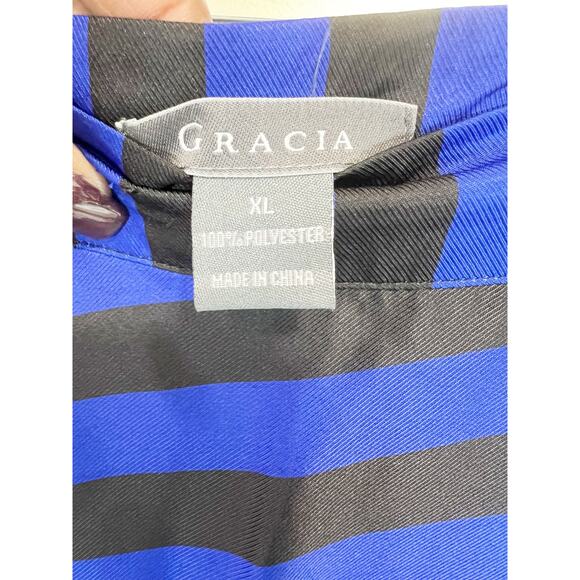 GRACIA
XL
100% POLYESTER
MADE IN CHINA